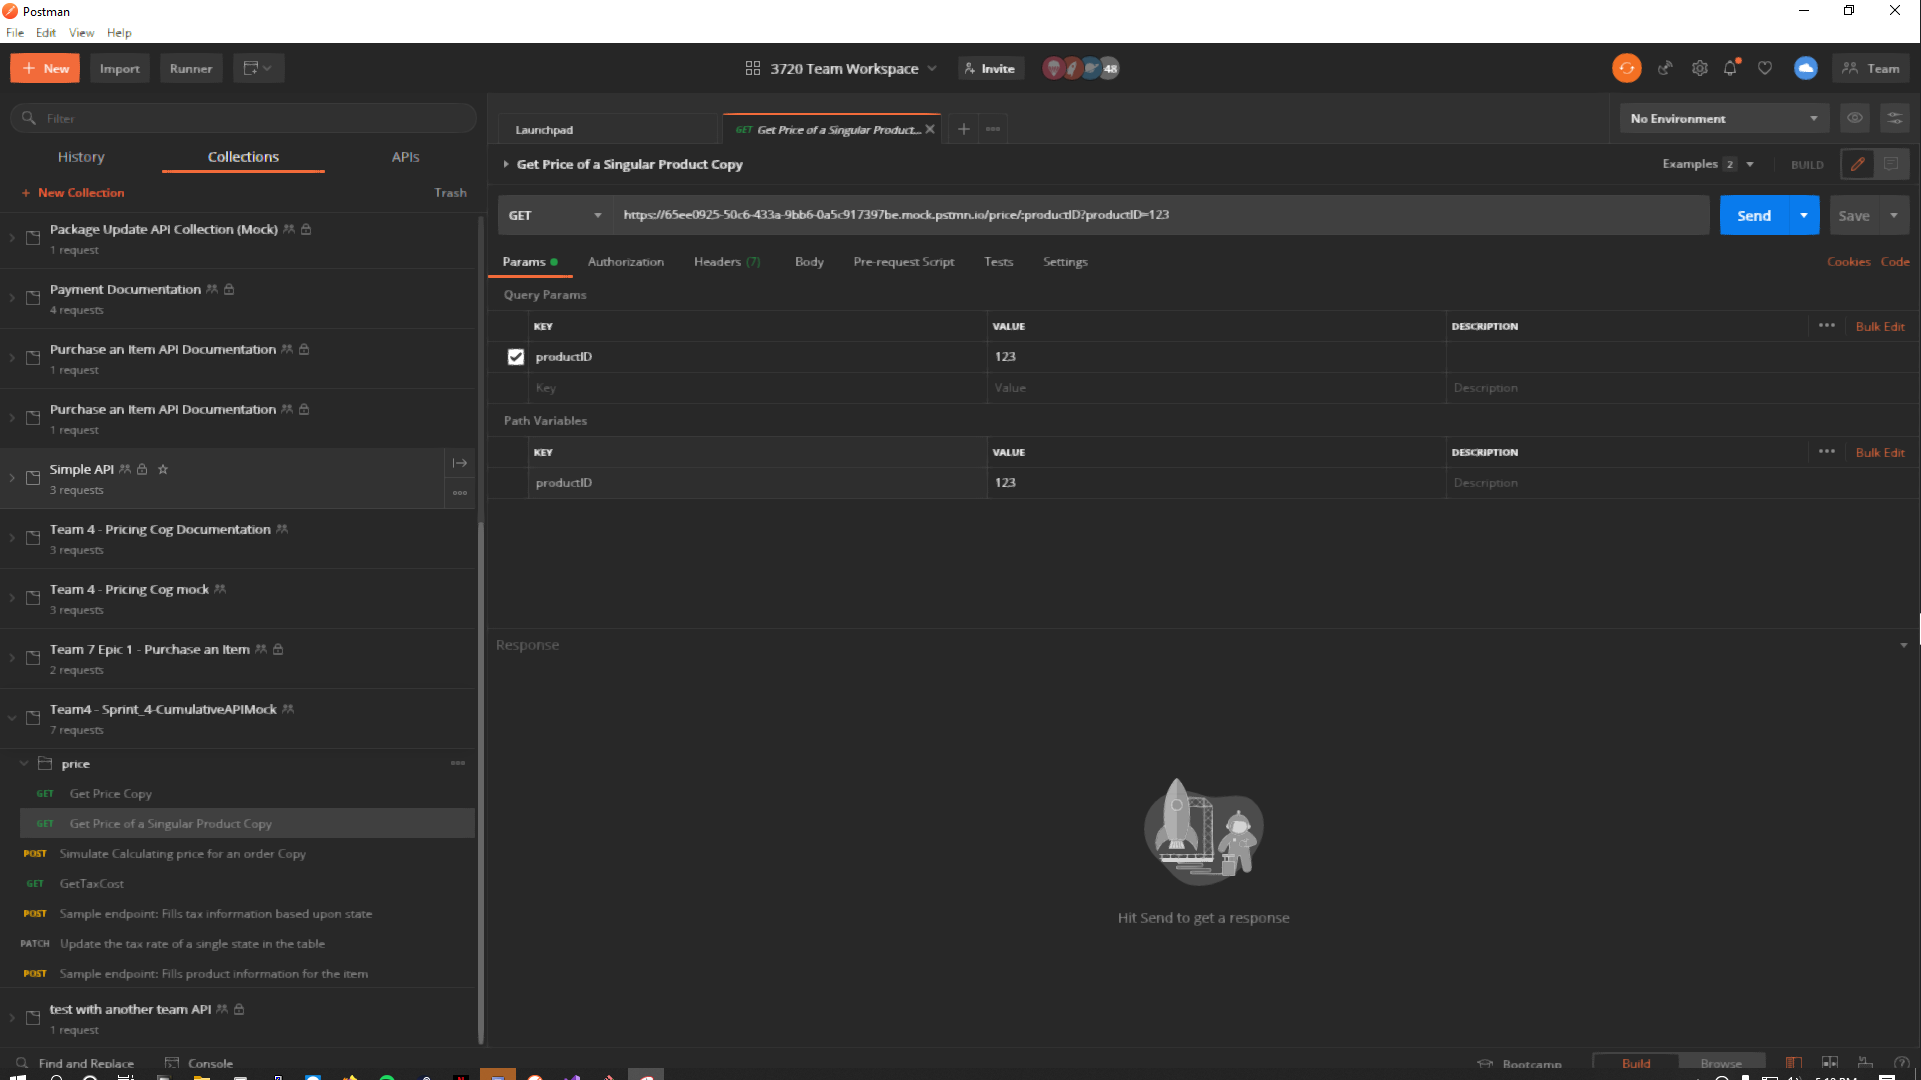 Postman
File Edit View Help
New Import Runner 3720 Team Workspace Invite 48 Team
Filter
Launchpad GET Get Price of a Singular Product... No Environment
History Collections APIs
Get Price of a Singular Product Copy Examples 2 BUILD
New Collection Trash
GET https://65ee0925-50c6-433a-9bb6-0a5c917397be.mock.pstmn.io/price/:productID?productID=123 Send Save
Params Authorization Headers (7) Body Pre-request Script Tests Settings Cookies Code
Query Params
KEY VALUE DESCRIPTION Bulk Edit
productID 123
Key Value Description
Path Variables
KEY VALUE DESCRIPTION Bulk Edit
productID 123 Description
Response
Hit Send to get a response
Package Update API Collection (Mock)
1 request
Payment Documentation
4 requests
Purchase an Item API Documentation
1 request
Purchase an Item API Documentation
1 request
Simple API
3 requests
Team 4 - Pricing Cog Documentation
3 requests
Team 4 - Pricing Cog mock
3 requests
Team 7 Epic 1 - Purchase an Item
2 requests
Team4 - Sprint_4-CumulativeAPIMock
7 requests
price
GET Get Price Copy
GET Get Price of a Singular Product Copy
POST Simulate Calculating price for an order Copy
GET GetTaxCost
POST Sample endpoint: Fills tax information based upon state
PATCH Update the tax rate of a single state in the table
POST Sample endpoint: Fills product information for the item
test with another team API
1 request
Find and Replace Console Bootcamp Build Browse